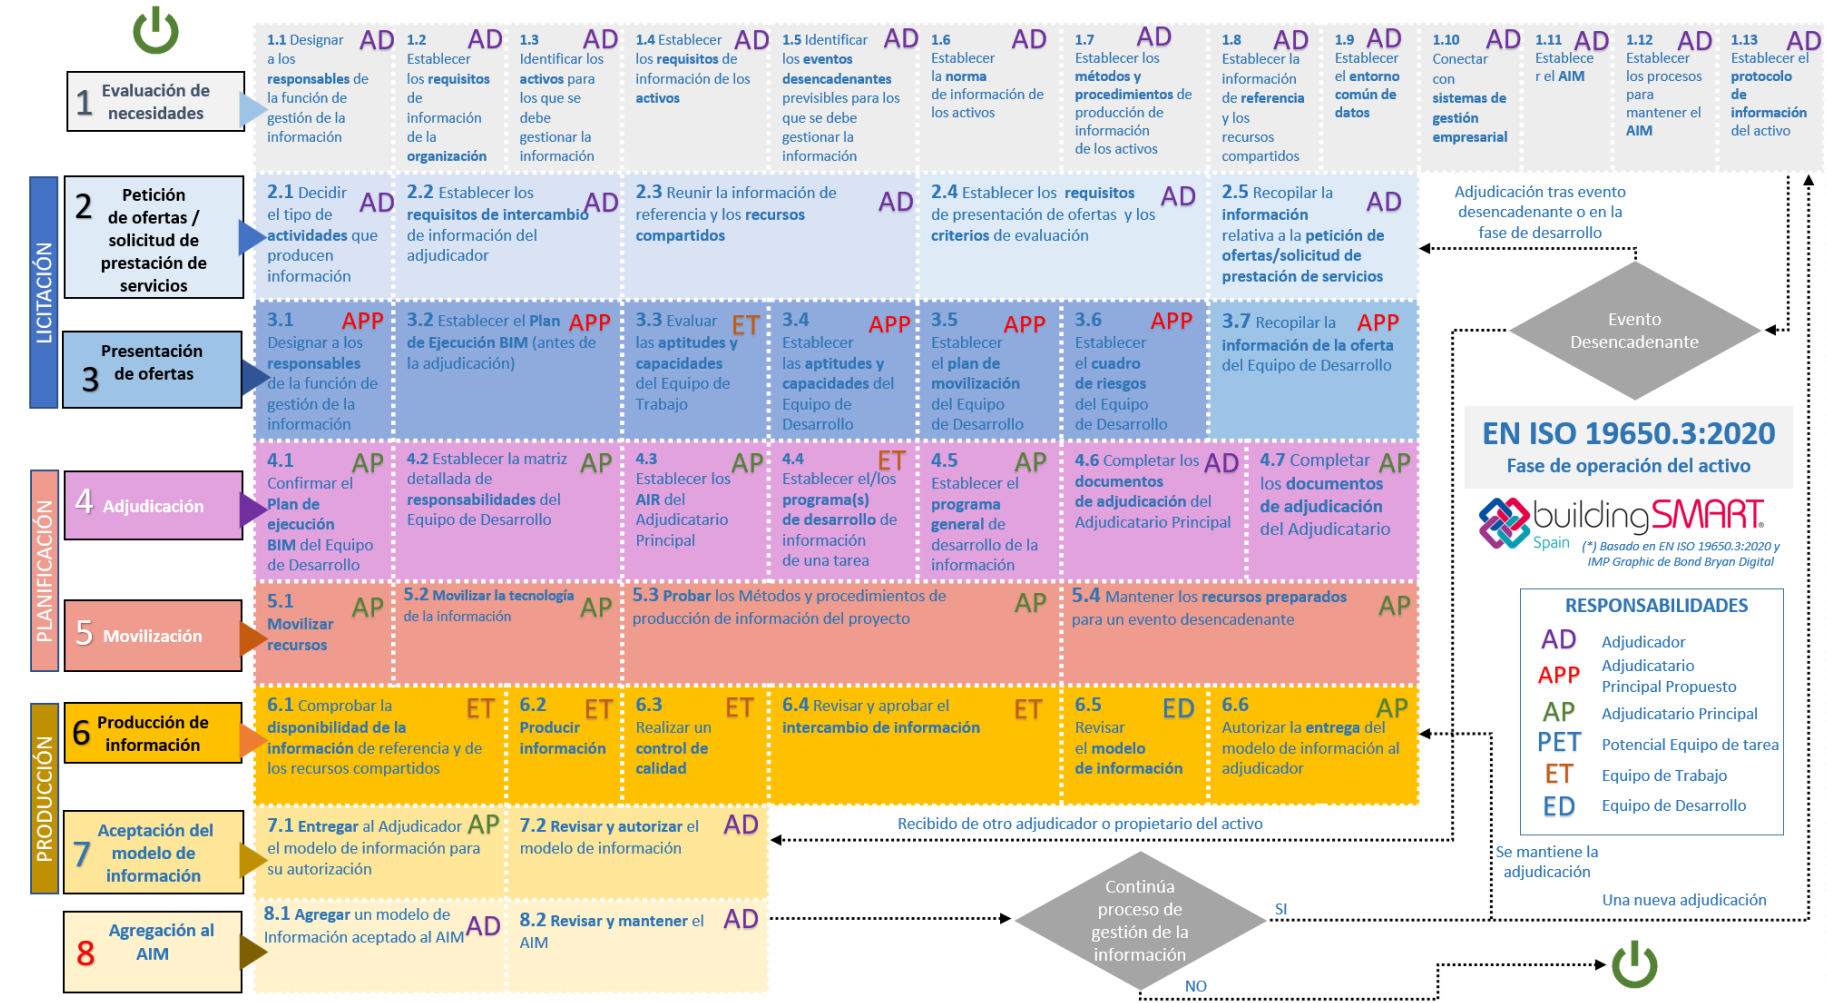 1 Evaluación de
necesidades
1.1 Designar AD
a los
responsables de
la función de
gestión de la
información
1.2 AD
Establecer
los requisitos
de
información
de la
organización
1.3 AD
Identificar los
activos para
los que se
debe
gestionar la
información
1.4 Establecer AD
los requisitos de
información de los
activos
1.5 Identificar AD
los eventos
desencadenantes
previsibles para los
que se debe
gestionar la
información
1.6 AD
Establecer
la norma
de información de
los activos
1.7 AD
Establecer los
métodos y
procedimientos de
producción de
información
de los activos
1.8 AD
Establecer la
información
de referencia
y los
recursos
compartidos
1.9 AD
Establecer
el entorno
común de
datos
1.10 AD
Conectar
con
sistemas de
gestión
empresarial
1.11 AD
Establece
r el AIM
1.12 AD
Establecer
los procesos
para
mantener el
AIM
1.13 AD
Establecer el
protocolo
de
información
del activo
LICITACIÓN
2 Petición
de ofertas /
solicitud de
prestación de
servicios
2.1 Decidir AD
el tipo de
actividades que
producen
información
2.2 Establecer los AD
requisitos de intercambio
de información del
adjudicador
2.3 Reunir la información de AD
referencia y los recursos
compartidos
2.4 Establecer los requisitos AD
de presentación de ofertas y los
criterios de evaluación
2.5 Recopilar la AD
información
relativa a la petición de
ofertas/solicitud de
prestación de servicios
Adjudicación tras evento
desencadenante o en la
fase de desarrollo
Evento
Desencadenante
3 Presentación
de ofertas
3.1 APP
Designar a los
responsables
de la función de
gestión de la
información
3.2 Establecer el Plan APP
de Ejecución BIM (antes de
la adjudicación)
3.3 Evaluar ET
las aptitudes y
capacidades
del Equipo de
Trabajo
3.4 APP
Establecer
las aptitudes y
capacidades del
Equipo de
Desarrollo
3.5 APP
Establecer
el plan de
movilización
del Equipo
de Desarrollo
3.6 APP
Establecer
el cuadro
de riesgos
del Equipo
de Desarrollo
3.7 Recopilar la APP
información de la oferta
del Equipo de Desarrollo
EN ISO 19650.3:2020
Fase de operación del activo
buildingSMART®
Spain
(*) Basado en EN ISO 19650.3:2020 y
IMP Graphic de Bond Bryan Digital
PLANIFICACIÓN
4 Adjudicación
4.1 AP
Confirmar el
Plan de
ejecución
BIM del Equipo
de Desarrollo
4.2 Establecer la matriz AP
detallada de
responsabilidades del
Equipo de Desarrollo
4.3 AP
Establecer los
AIR del
Adjudicatario
Principal
4.4 ET
Establecer el/los
programa(s)
de desarrollo de
información
de una tarea
4.5 AP
Establecer el
programa
general de
desarrollo de la
información
4.6 Completar los AD
documentos
de adjudicación del
Adjudicatario Principal
4.7 Completar AP
los documentos
de adjudicación
del Adjudicatario
5 Movilización
5.1 AP
Movilizar
recursos
5.2 Movilizar la tecnología AP
de la información
5.3 Probar los Métodos y procedimientos de AP
producción de información del proyecto
5.4 Mantener los recursos preparados AP
para un evento desencadenante
RESPONSABILIDADES
AD Adjudicador
APP Adjudicatario
Principal Propuesto
AP Adjudicatario Principal
PET Potencial Equipo de tarea
ET Equipo de Trabajo
ED Equipo de Desarrollo
PRODUCCIÓN
6 Producción de
información
6.1 Comprobar la ET
disponibilidad de la
información de referencia y de
los recursos compartidos
6.2 ET
Producir
información
6.3 ET
Realizar un
control de
calidad
6.4 Revisar y aprobar el ET
intercambio de información
6.5 ED
Revisar
el modelo
de información
6.6 AP
Autorizar la entrega del
modelo de información al
adjudicador
7 Aceptación del
modelo de
información
7.1 Entregar al Adjudicador AP
el modelo de información para
su autorización
7.2 Revisar y autorizar el AD
modelo de información
Recibido de otro adjudicador o propietario del activo
Se mantiene la
adjudicación
8 Agregación al
AIM
8.1 Agregar un modelo de
Información aceptado al AIM AD
8.2 Revisar y mantener el AD
AIM
Continúa
proceso de
gestión de la
información
SI
Una nueva adjudicación
NO